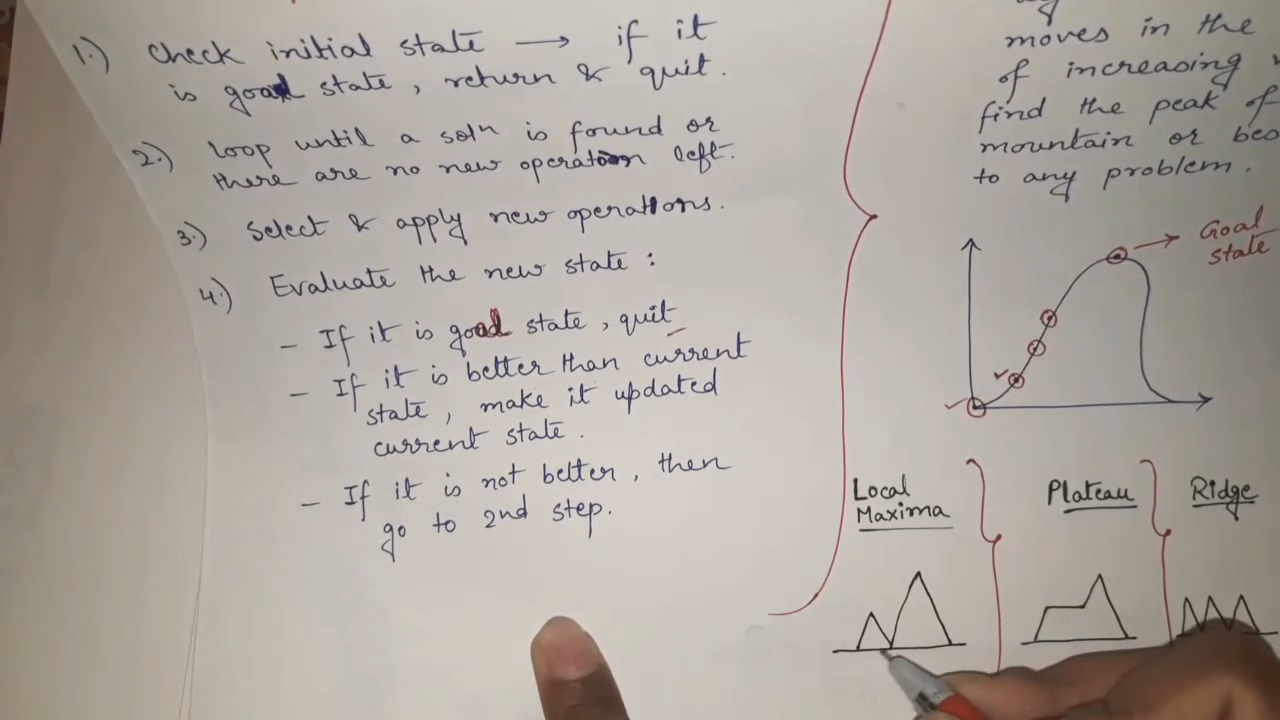 1.) Check initial state → if it
is goal state, return & quit.
2.) loop until a solⁿ is found or
there are no new operation left.
3.) Select & apply new operations.
4.) Evaluate the new state :
- If it is goal state, quit
- If it is better than current
state, make it updated
current state.
- If it is not better, then
go to 2nd step.
moves in the
of increasing
find the peak of
mountain or
to any problem.
→ Goal
state
Local
Maxima
Plateau
Ridge